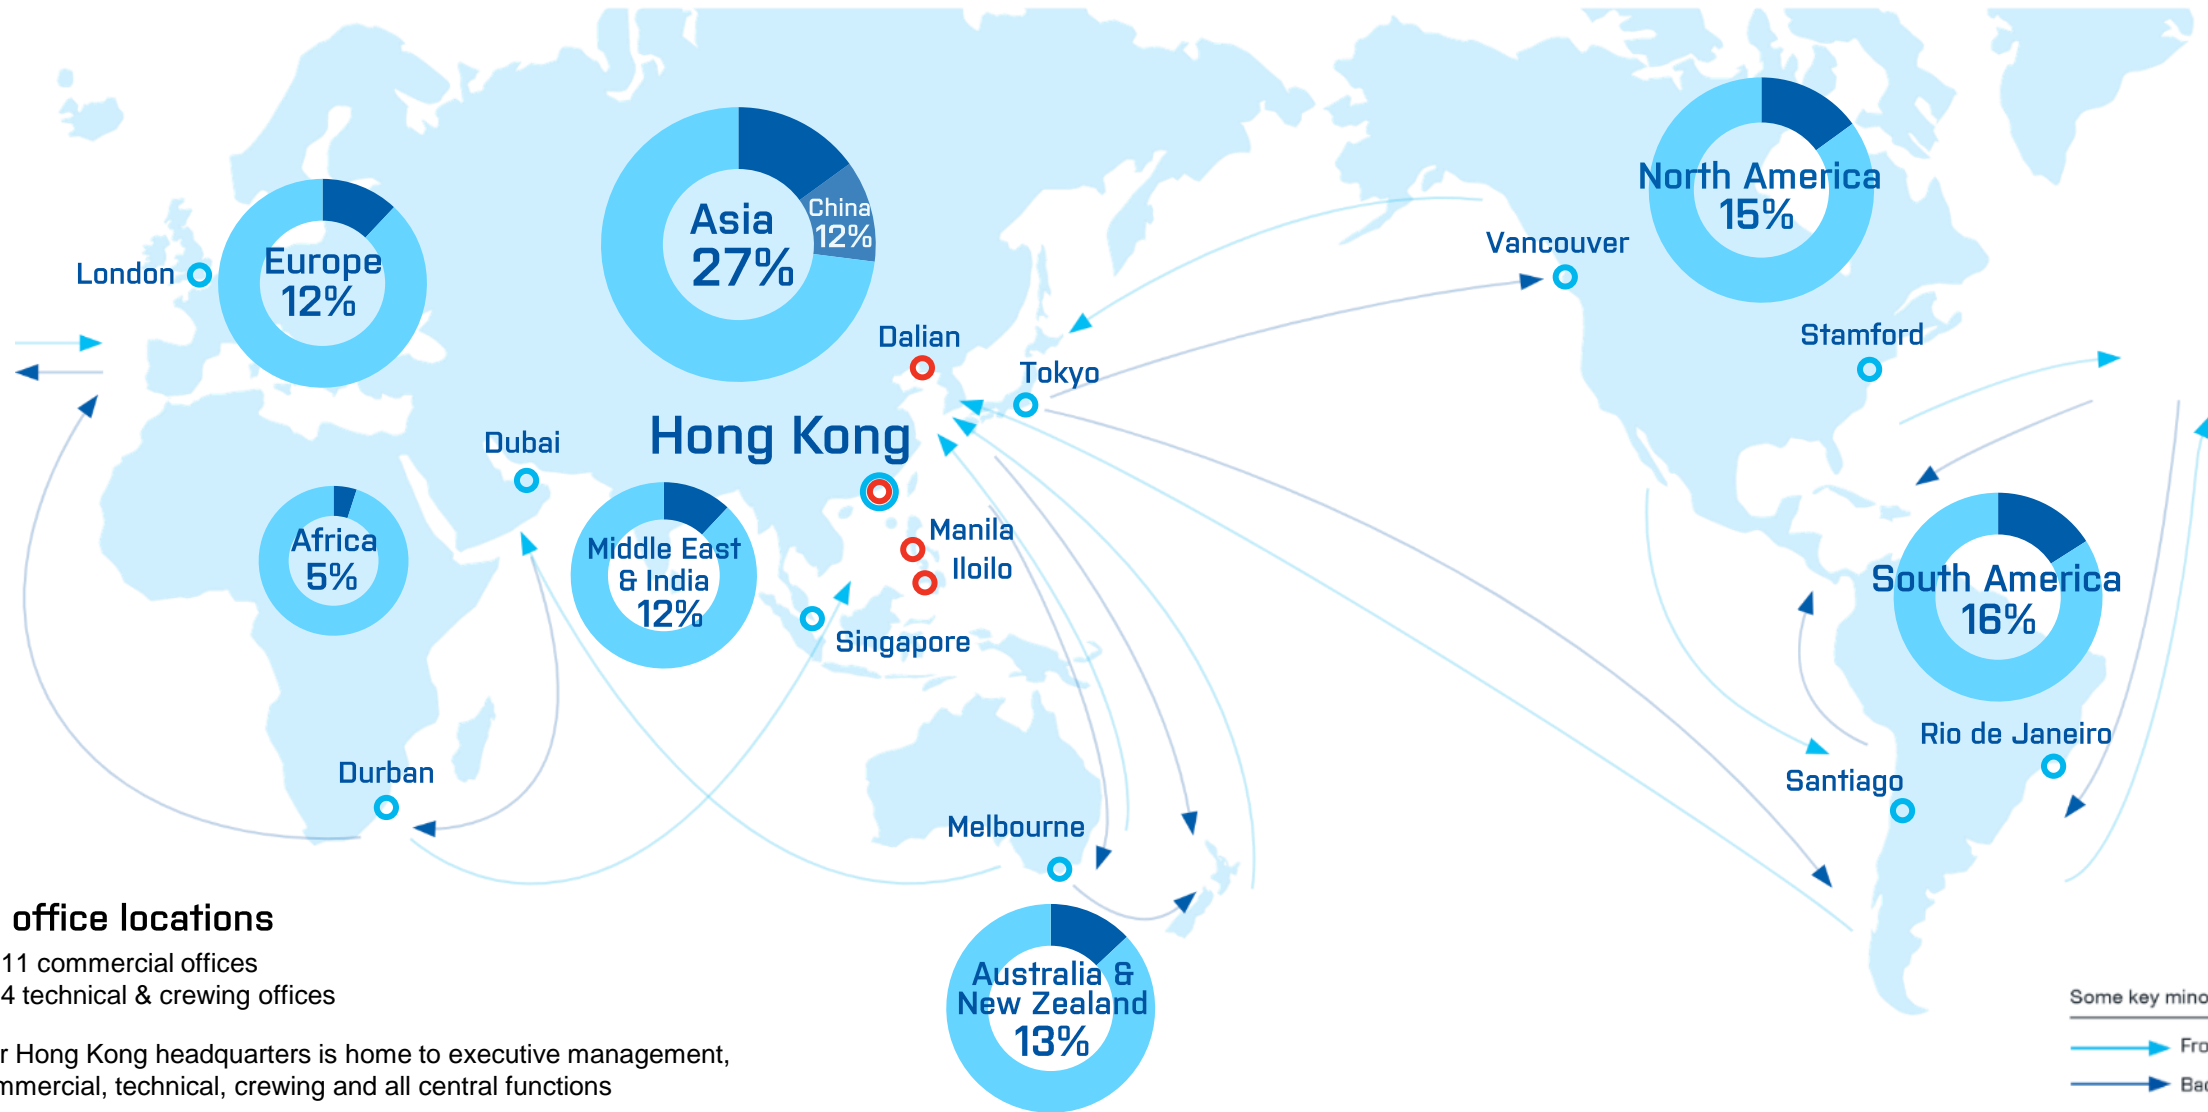 North America
15%
China
12%
Asia
27%
Vancouver
London
Europe
12%
Stamford
Dalian
Tokyo
Hong Kong
Dubai
Manila
Africa
5%
Middle East
& India
12%
Iloilo
South America
16%
Singapore
Rio de Janeiro
Durban
Santiago
Melbourne
office locations
11 commercial offices
4 technical & crewing offices
Hong Kong headquarters is home to executive management,
technical, crewing and all central functions
Australia &
New Zealand
13%
Some key